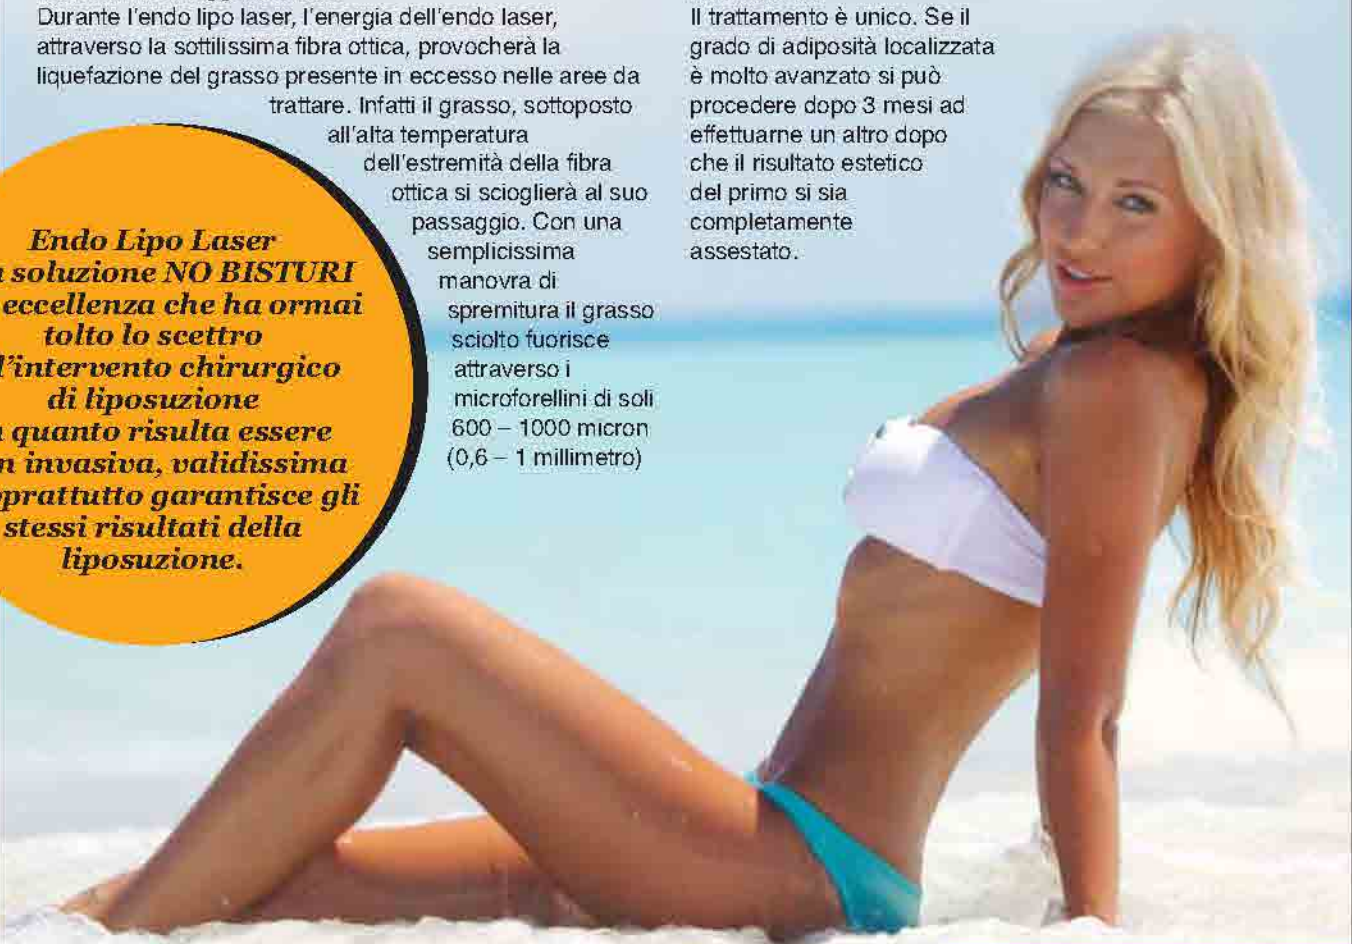 Durante l'endo lipo laser, l'energia dell'endo laser,
attraverso la sottilissima fibra ottica, provocherà la
liquefazione del grasso presente in eccesso nelle aree da
trattare. Infatti il grasso, sottoposto
all'alta temperatura
dell'estremità della fibra
ottica si scioglierà al suo
passaggio. Con una
semplicissima
manovra di
spremitura il grasso
sciolto fuorisce
attraverso i
microforellini di soli
600 – 1000 micron
(0,6 – 1 millimetro)
Il trattamento è unico. Se il
grado di adiposità localizzata
è molto avanzato si può
procedere dopo 3 mesi ad
effettuarne un altro dopo
che il risultato estetico
del primo si sia
completamente
assestato.
Endo Lipo Laser
soluzione NO BISTURI
eccellenza che ha ormai
tolto lo scettro
l'intervento chirurgico
di liposuzione
quanto risulta essere
invasiva, validissima
garantisce gli
stessi risultati della
liposuzione.